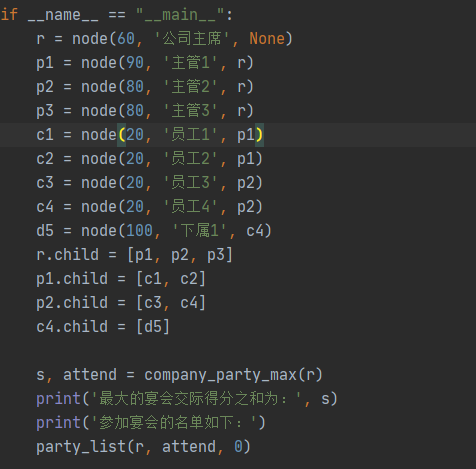 if __name__ == "__main__":
    r = node(60, '公司主席', None)
    p1 = node(90, '主管1', r)
    p2 = node(80, '主管2', r)
    p3 = node(80, '主管3', r)
    c1 = node(20, '员工1', p1)
    c2 = node(20, '员工2', p1)
    c3 = node(20, '员工3', p2)
    c4 = node(20, '员工4', p2)
    d5 = node(100, '下属1', c4)
    r.child = [p1, p2, p3]
    p1.child = [c1, c2]
    p2.child = [c3, c4]
    c4.child = [d5]

    s, attend = company_party_max(r)
    print('最大的宴会交际得分之和为：', s)
    print('参加宴会的名单如下：')
    party_list(r, attend, 0)